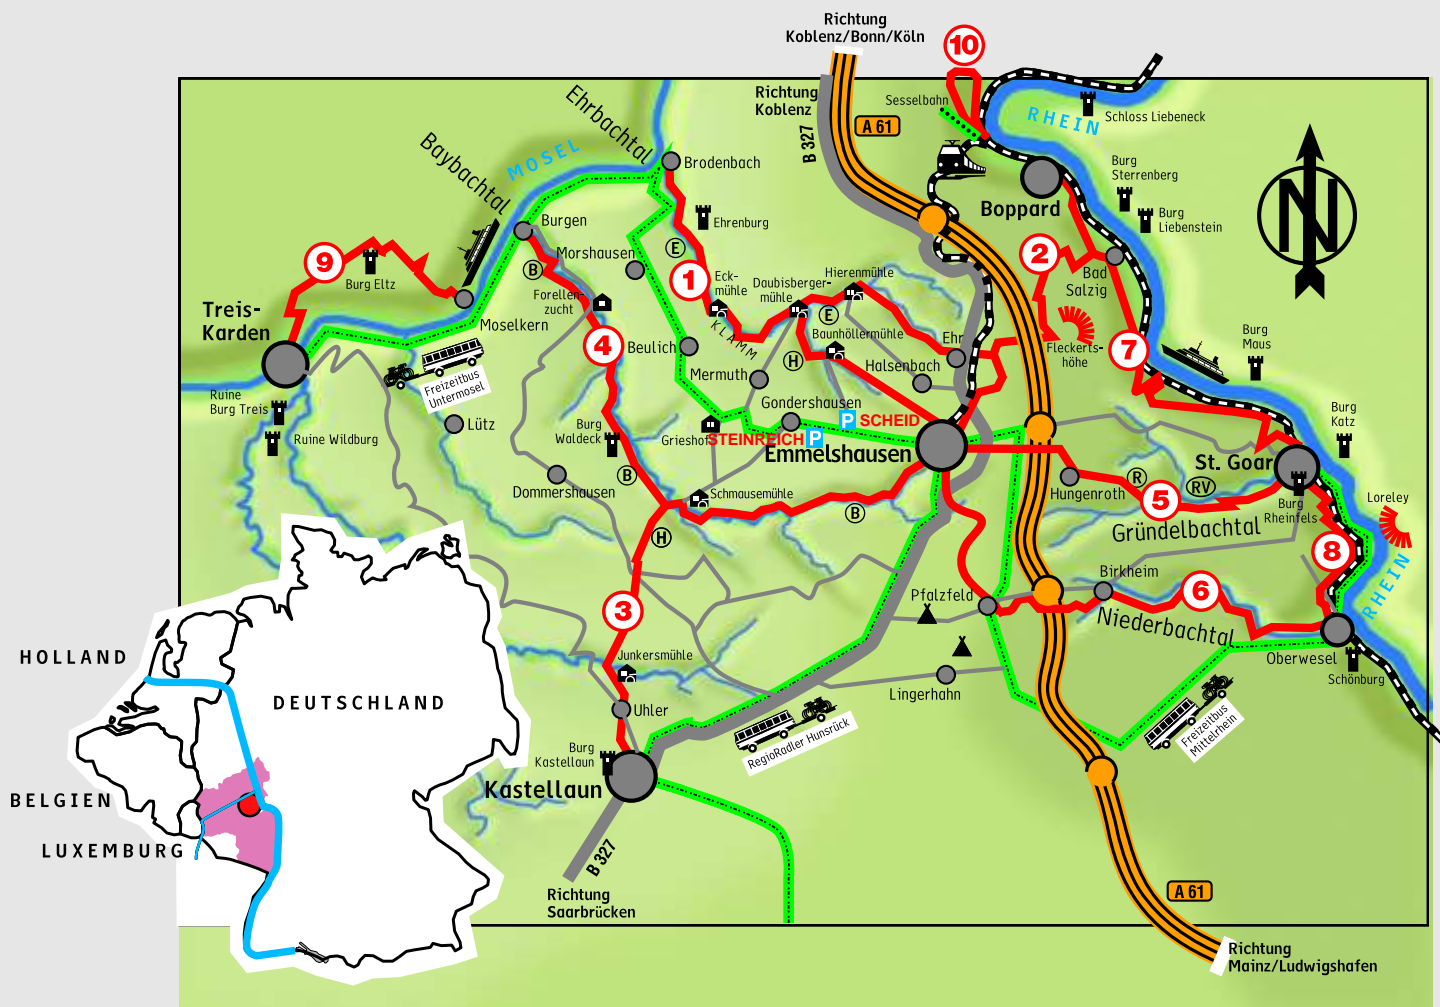 Richtung
Koblenz/Bonn/Köln
10
Richtung
Koblenz
B 327
A 61
Sesselbahn
RHEIN
Schloss Liebeneck
Ehrbachtal
Baybachtal
MOSEL
Brodenbach
Burg
Sterrenberg
Burg
Liebenstein
N
Boppard
Burgen
Ehrenburg
Morshausen
E
B
9
Burg Eltz
1
Eck-
mühle
Daubisberger-
mühle
Hierenmühle
2
Bad
Salzig
Forellen-
zucht
Treis-
Karden
Moselkern
KLAMM
E
Baunhöllermühle
Ehr
Fleckerts-
höhe
7
Burg
Maus
4
Beulich
H
Halsenbach
Mermuth
Freizeitbus
Untermosel
Ruine
Burg Treis
Ruine Wildburg
Lütz
Burg
Waldeck
Grieshof
Gondershausen
STEINREICH P
P SCHEID
Emmelshausen
Burg
Katz
St. Goar
Dommershausen
B
Schmausemühle
B
Hungenroth
R
RV
5
Burg
Rheinfels
Loreley
Gründelbachtal
H
8
RHEIN
Birkheim
Pfalzfeld
6
Niederbachtal
3
Junkersmühle
Oberwesel
Schönburg
Lingerhahn
Uhler
RegioRadler Hunsrück
Freizeitbus
Mittelrhein
Burg
Kastellaun
Kastellaun
HOLLAND
DEUTSCHLAND
BELGIEN
LUXEMBURG
B 327
Richtung
Saarbrücken
A 61
Richtung
Mainz/Ludwigshafen